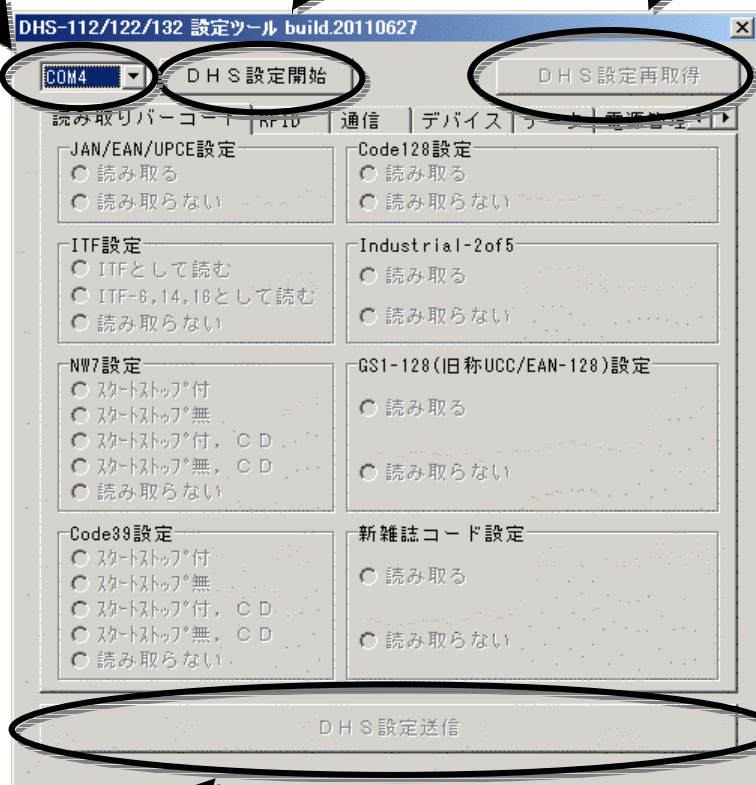 DHS-112/122/132 設定ツール build.20110627
COM4 DHS設定開始 DHS設定再取得
読み取りバーコード RFID 通信 デバイス データ 電源管理
JAN/EAN/UPCE設定
読み取る
読み取らない
Code128設定
読み取る
読み取らない
ITF設定
ITFとして読む
ITF-6,14,16として読む
読み取らない
Industrial-2of5
読み取る
読み取らない
NW7設定
ｽﾀｰﾄｽﾄｯﾌﾟ付
ｽﾀｰﾄｽﾄｯﾌﾟ無
ｽﾀｰﾄｽﾄｯﾌﾟ付，ＣＤ
ｽﾀｰﾄｽﾄｯﾌﾟ無，ＣＤ
読み取らない
GS1-128(旧称UCC/EAN-128)設定
読み取る
読み取らない
Code39設定
ｽﾀｰﾄｽﾄｯﾌﾟ付
ｽﾀｰﾄｽﾄｯﾌﾟ無
ｽﾀｰﾄｽﾄｯﾌﾟ付，ＣＤ
ｽﾀｰﾄｽﾄｯﾌﾟ無，ＣＤ
読み取らない
新雑誌コード設定
読み取る
読み取らない
ＤＨＳ設定送信